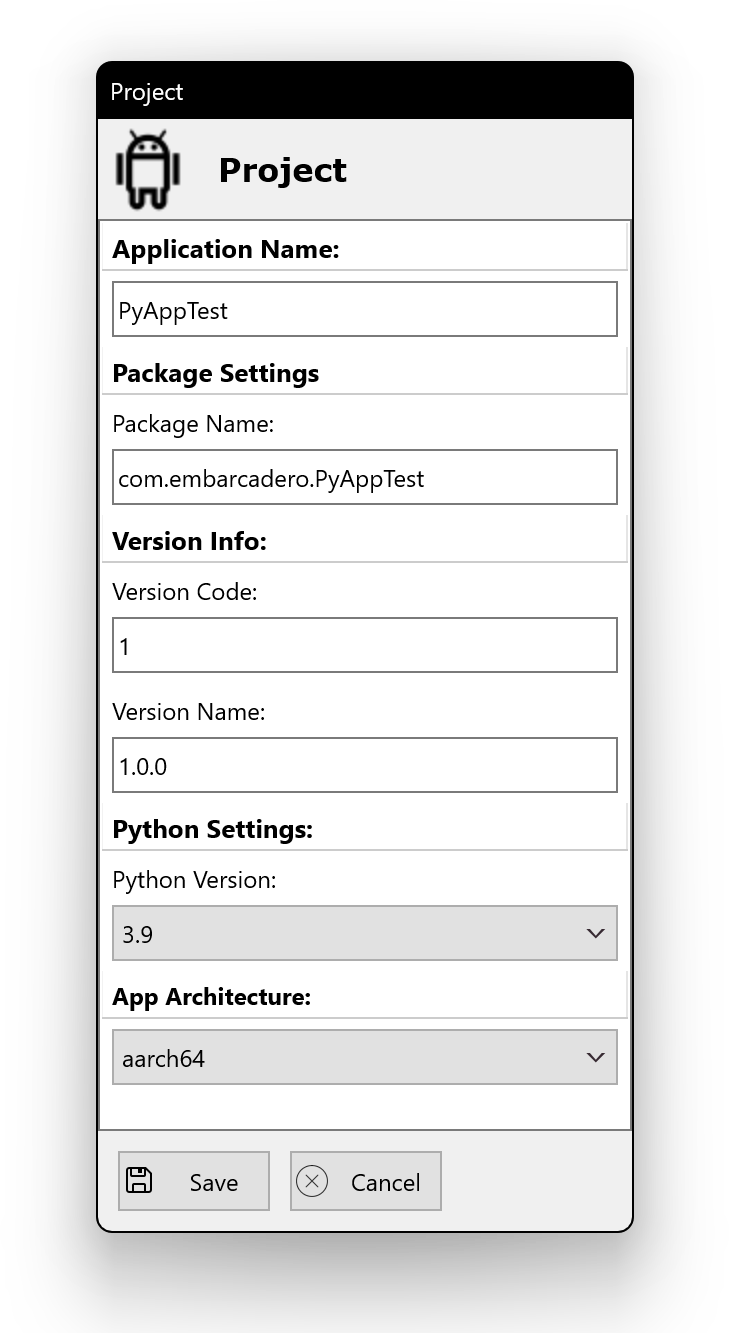 Project
Project
Application Name:
PyAppTest
Package Settings
Package Name:
com.embarcadero.PyAppTest
Version Info:
Version Code:
1
Version Name:
1.0.0
Python Settings:
Python Version:
3.9
App Architecture:
aarch64
Save
Cancel